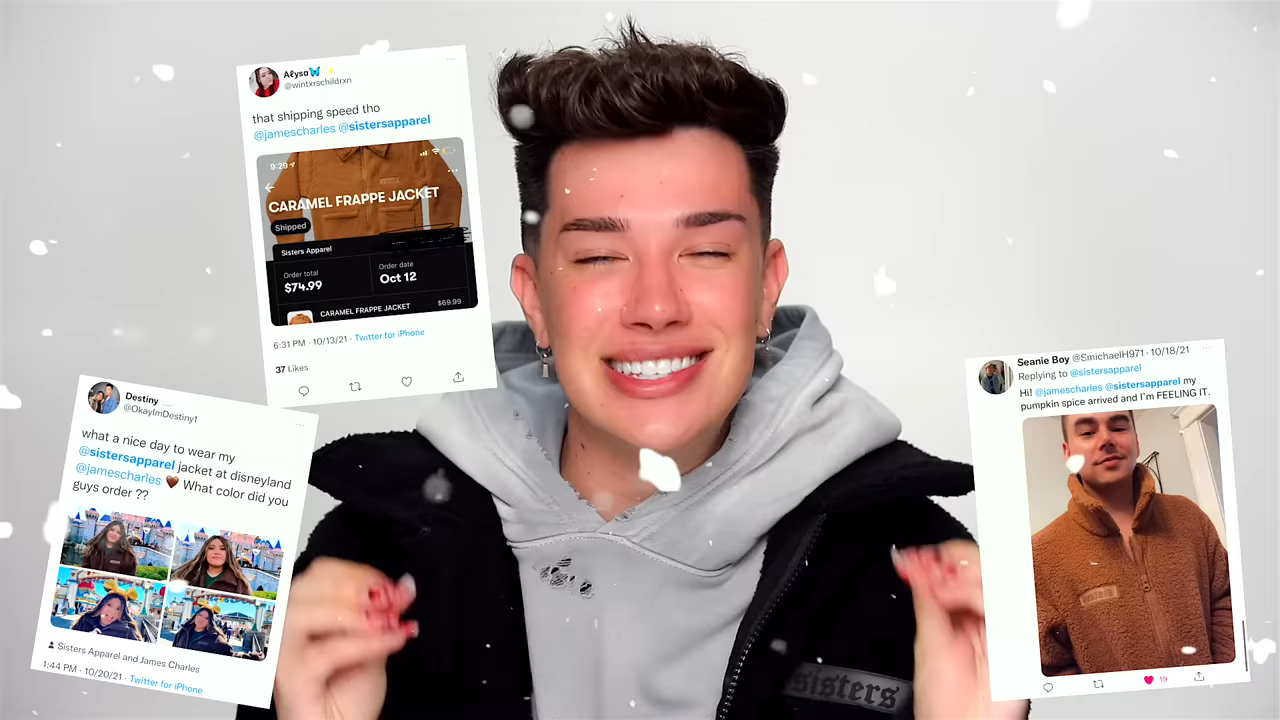 Alysa
@wintxrschildrxn
that shipping speed tho
@jamescharles @sistersapparel
9:29
CARAMEL FRAPPE JACKET
Shipped
Sisters Apparel
Order total
$74.99
Order date
Oct 12
CARAMEL FRAPPE JACKET
$69.99
6:31 PM · 10/13/21 · Twitter for iPhone
37 Likes
Destiny
@OkayImDestiny1
what a nice day to wear my
@sistersapparel jacket at disneyland
@jamescharles 🤎 What color did you
guys order ??
Sisters Apparel and James Charles
1:44 PM · 10/20/21 · Twitter for iPhone
Seanie Boy @SmichaelH971 · 10/18/21
Replying to @sistersapparel
Hi! @jamescharles @sistersapparel my
pumpkin spice arrived and I'm FEELING IT.
19
sisters